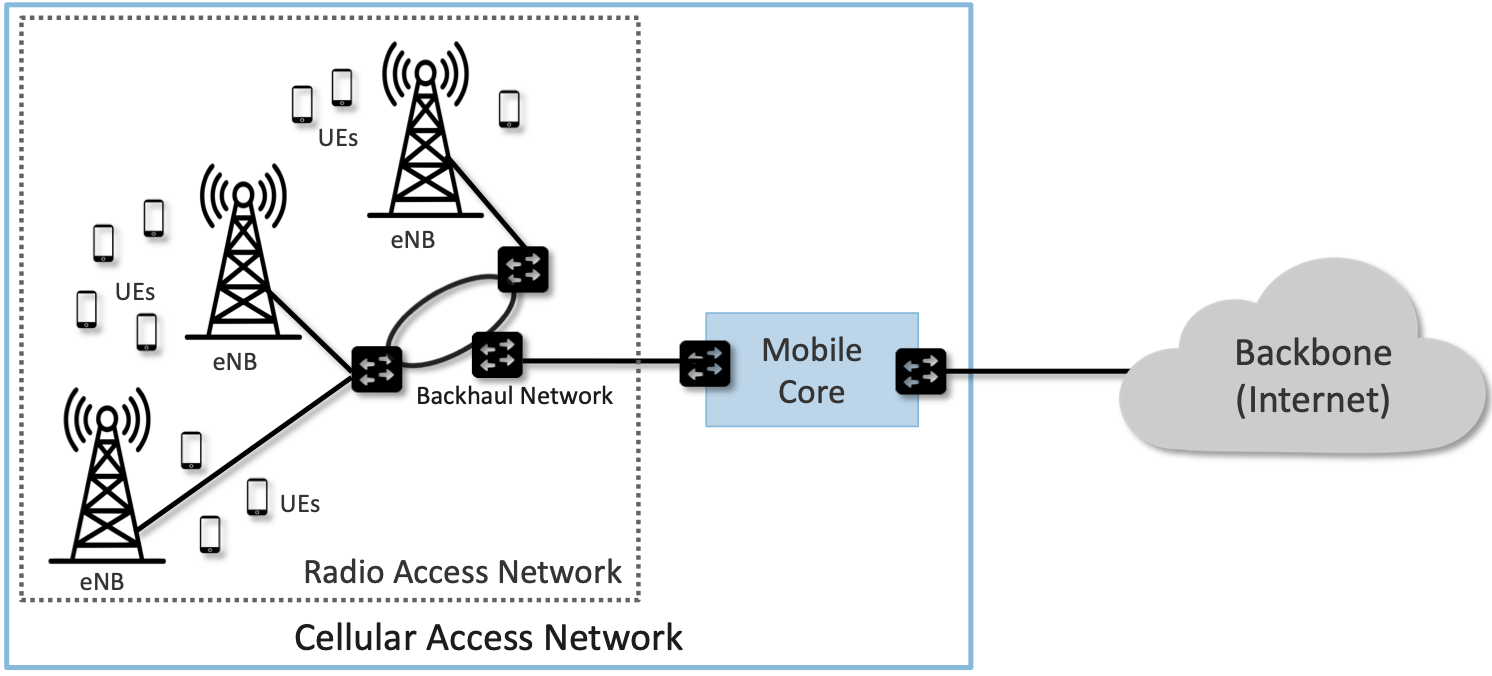 UEs
eNB
UEs
eNB
Backhaul Network
UEs
eNB
Radio Access Network
Cellular Access Network
Mobile
Core
Backbone
(Internet)